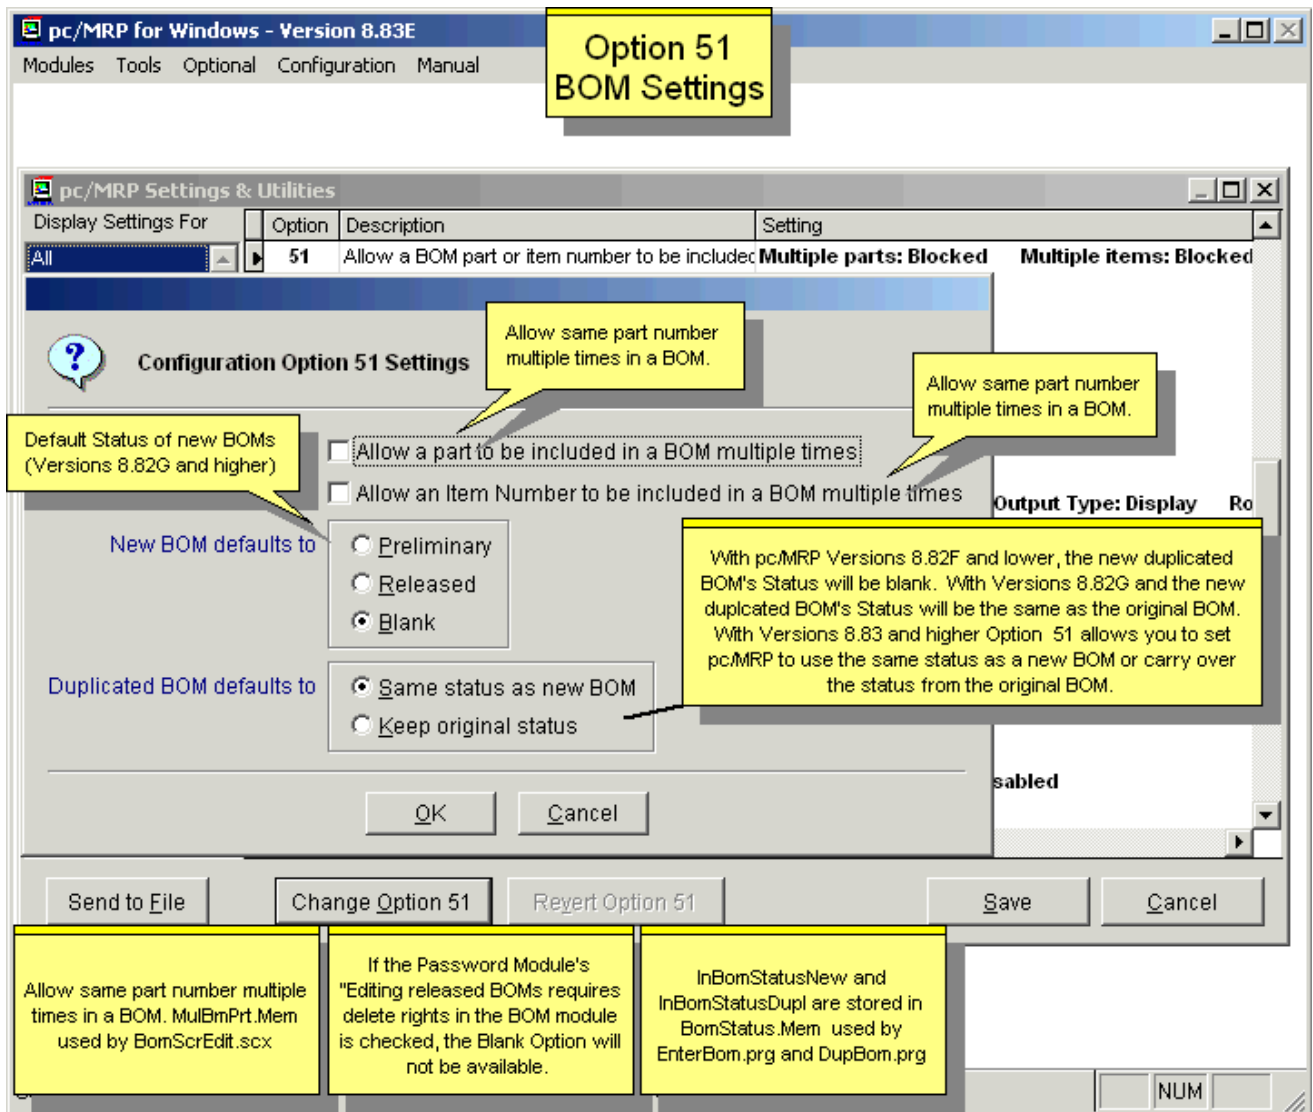 pc/MRP for Windows - Version 8.83E
Option 51
BOM Settings
Modules Tools Optional Configuration Manual
pc/MRP Settings & Utilities
Display Settings For
Option Description Setting
All
51 Allow a BOM part or item number to be included Multiple parts: Blocked Multiple items: Blocked
Configuration Option 51 Settings
Allow same part number
multiple times in a BOM.
Allow same part number
multiple times in a BOM.
Default Status of new BOMs
(Versions 8.82G and higher)
Allow a part to be included in a BOM multiple times
Allow an Item Number to be included in a BOM multiple times
Output Type: Display Ro
New BOM defaults to
Preliminary
Released
Blank
With pc/MRP Versions 8.82F and lower, the new duplicated
BOM's Status will be blank. With Versions 8.82G and the new
duplcated BOM's Status will be the same as the original BOM.
With Versions 8.83 and higher Option 51 allows you to set
pc/MRP to use the same status as a new BOM or carry over
the status from the original BOM.
Duplicated BOM defaults to
Same status as new BOM
Keep original status
sabled
OK Cancel
Send to File Change Option 51 Revert Option 51 Save Cancel
Allow same part number multiple
times in a BOM. MulBmPrt.Mem
used by BomScrEdit.scx
If the Password Module's
"Editing released BOMs requires
delete rights in the BOM module
is checked, the Blank Option will
not be available.
InBomStatusNew and
InBomStatusDupl are stored in
BomStatus.Mem used by
EnterBom.prg and DupBom.prg
NUM